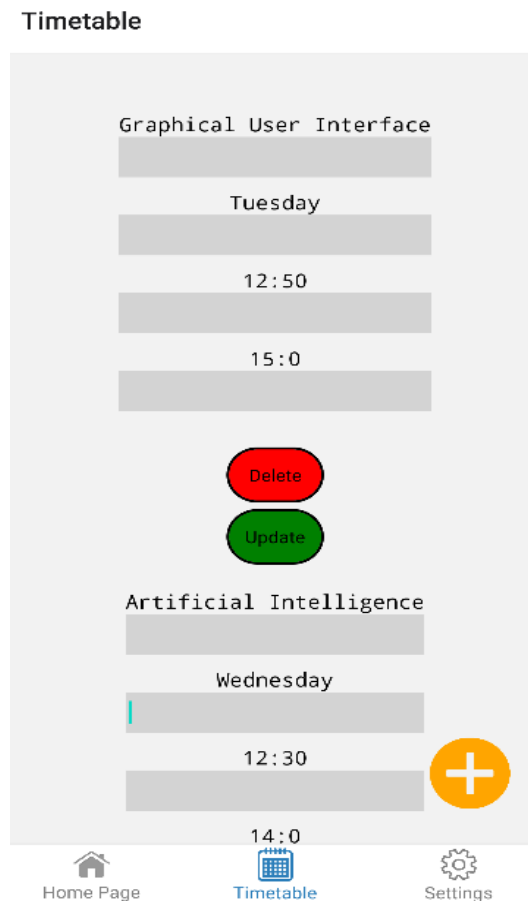 Timetable
Graphical User Interface
Tuesday
12:50
15:0
Delete
Update
Artificial Intelligence
Wednesday
12:30
14:0
Home Page
Timetable
Settings